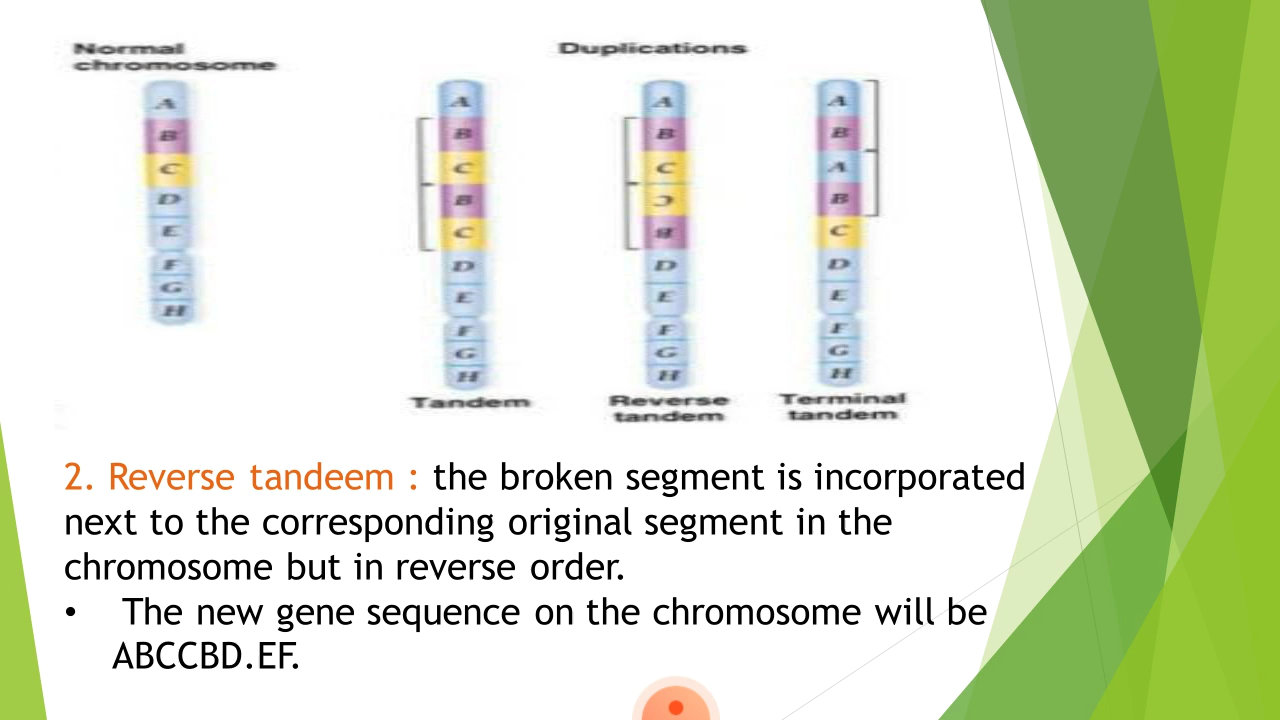 Normal
chromosome
Duplications
A
B
C
D
E
F
G
H
A
B
C
B
C
D
E
F
G
H
Tandem
A
B
C
C
B
D
E
F
G
H
Reverse
tandem
A
B
A
B
C
D
E
F
G
H
Terminal
tandem
2. Reverse tandeem : the broken segment is incorporated
next to the corresponding original segment in the
chromosome but in reverse order.
• The new gene sequence on the chromosome will be
ABCCBD.EF.